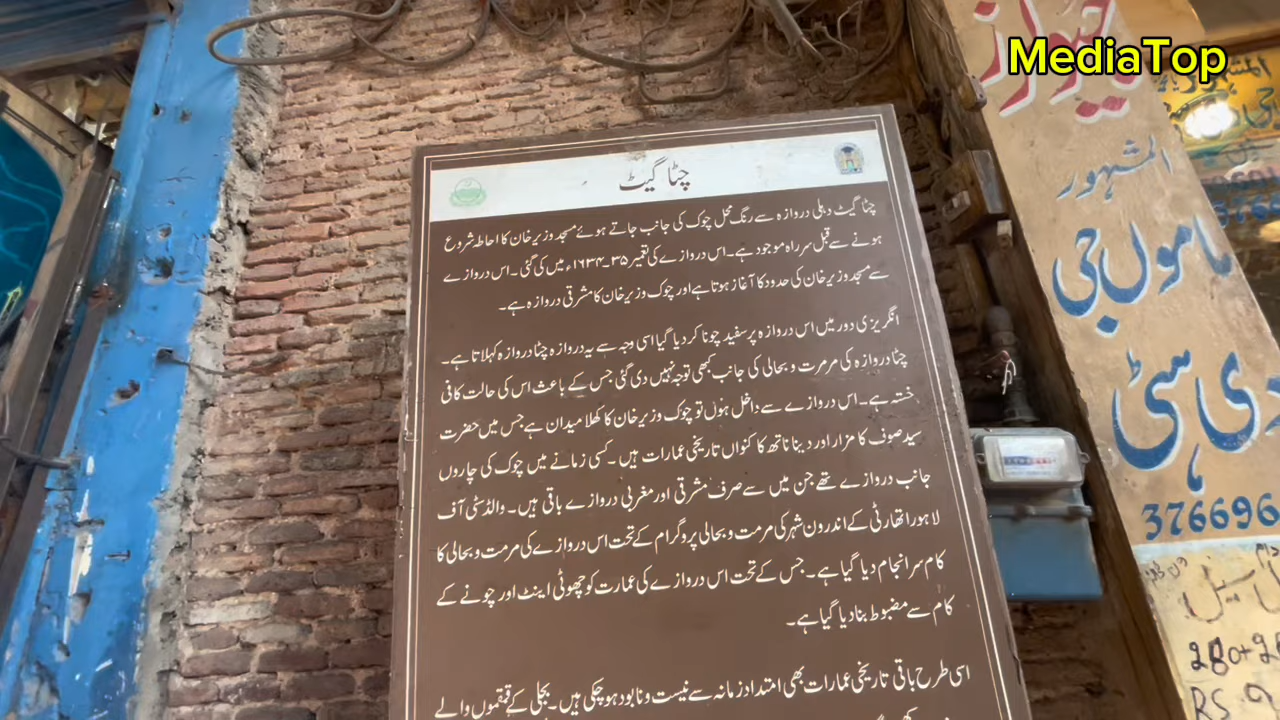 MediaTop
چٹا گیٹ
چٹا گیٹ دہلی دروازہ سے رنگ محل چوک کی جانب جاتے ہوئے مسجد وزیر خان کا احاطہ شروع
ہونے سے قبل سرراہ موجود ہے۔ اس دروازے کی تعمیر ۳۵۔۱۶۳۴ء میں کی گئی۔ اس دروازے
سے مسجد وزیر خان کی حدود کا آغاز ہوتا ہے اور چوک وزیر خان کا مشرقی دروازہ ہے۔
انگریزی دور میں اس دروازہ پر سفید چونا کر دیا گیا اسی وجہ سے یہ دروازہ چٹا دروازہ کہلاتا ہے۔
چٹا دروازہ کی مرمت و بحالی کی جانب کبھی توجہ نہیں دی گئی جس کے باعث اس کی حالت کافی
خستہ ہے۔ اس دروازے سے داخل ہوں تو چوک وزیر خان کا کھلا میدان ہے جس میں حضرت
سید صوف کا مزار اور دینا ناتھ کا کنواں تاریخی عمارات ہیں۔ کسی زمانے میں چوک کی چاروں
جانب دروازے تھے جن میں سے صرف مشرقی اور مغربی دروازے باقی ہیں۔ والڈ سٹی آف
لاہور اتھارٹی کے اندرون شہر کی مرمت و بحالی پروگرام کے تحت اس دروازے کی مرمت و بحالی کا
کام سرانجام دیا گیا ہے۔ جس کے تحت اس دروازے کی عمارت کو چھوٹی اینٹ اور چونے کے
کام سے مضبوط بنا دیا گیا ہے۔
اسی طرح باقی تاریخی عمارات بھی امتداد زمانہ سے نیست و نابود ہو چکی ہیں۔ بجلی کے قمقموں والے
جیولرز
المشہور
ماموں جی
دی سٹی
376696
سیل
280+2
RS